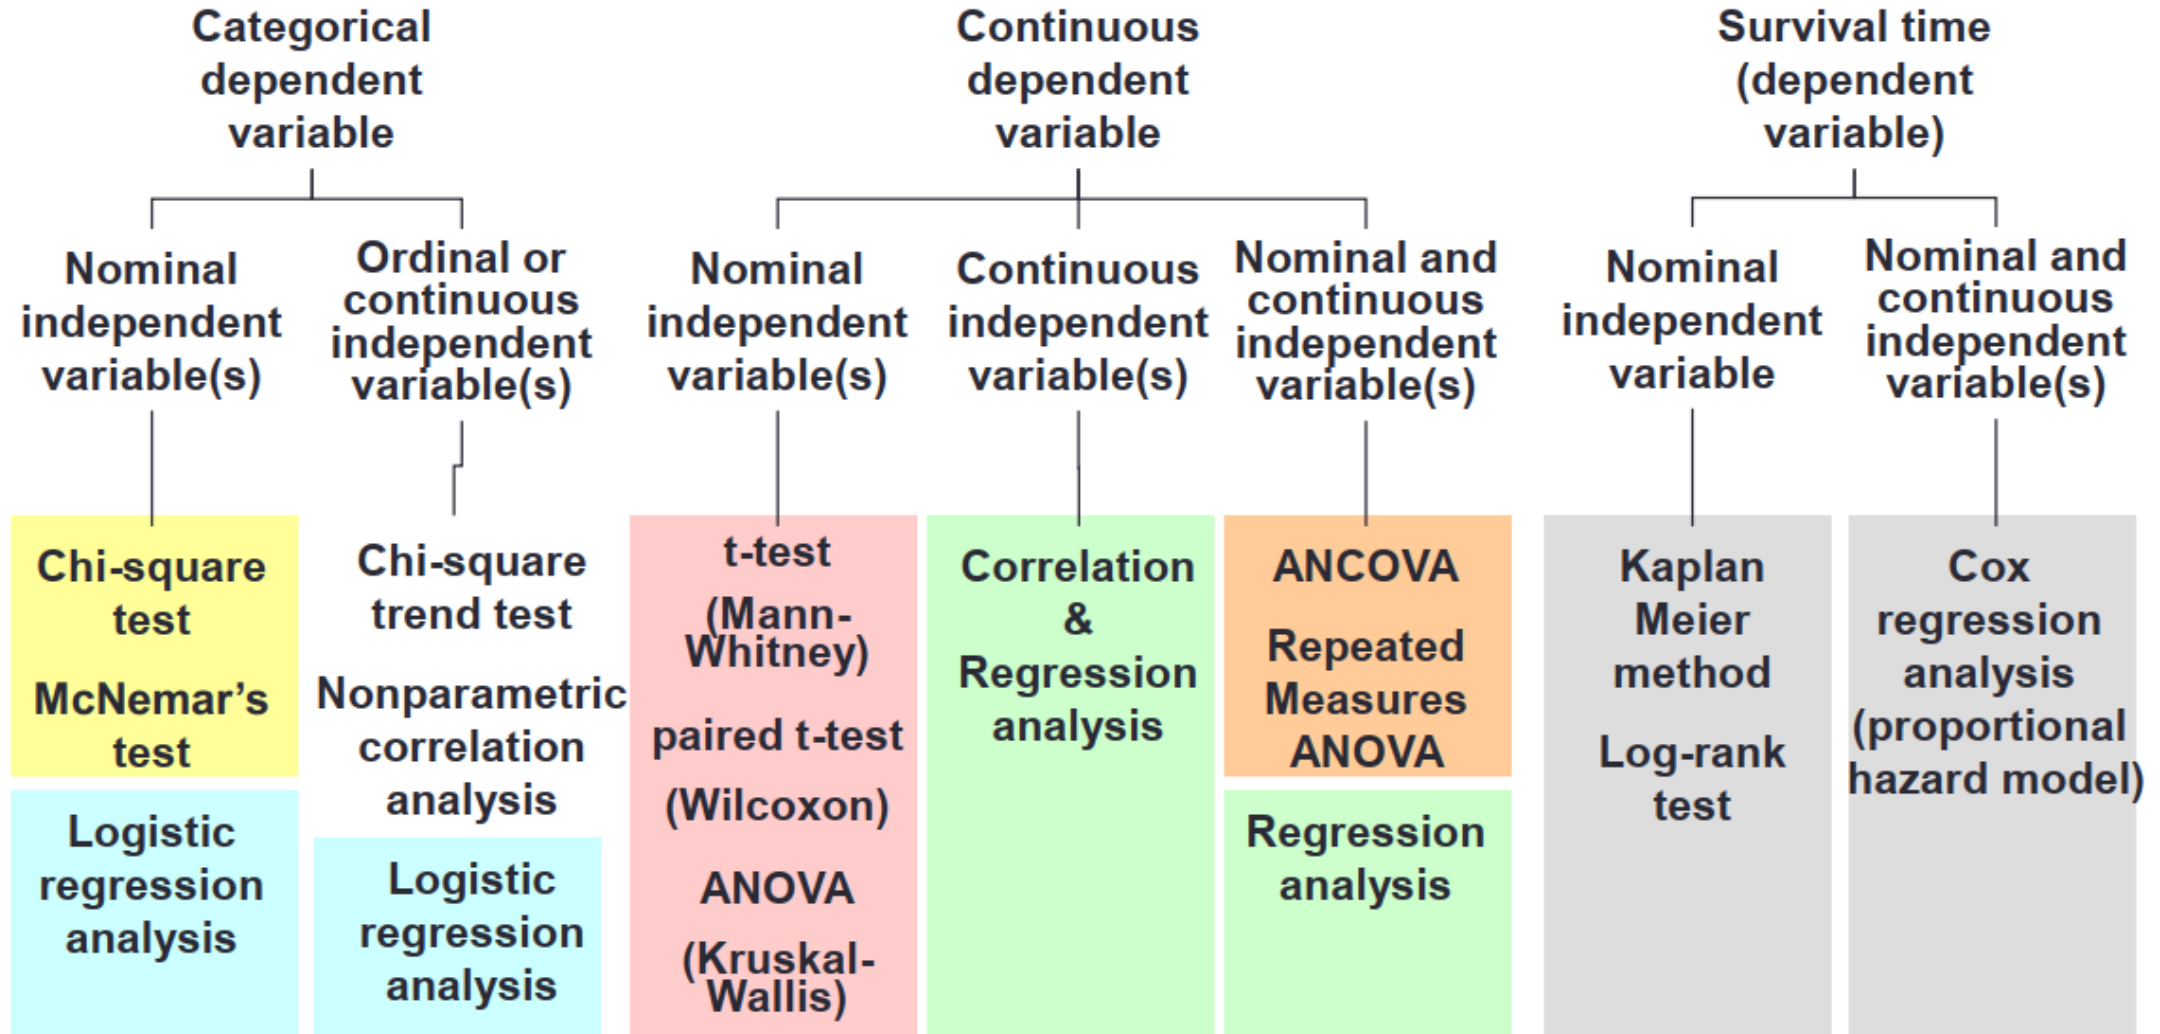 Categorical
dependent
variable
Continuous
dependent
variable
Survival time
(dependent
variable)
Nominal
independent
variable(s)
Ordinal or
continuous
independent
variable(s)
Nominal
independent
variable(s)
Continuous
independent
variable(s)
Nominal and
continuous
independent
variable(s)
Nominal
independent
variable
Nominal and
continuous
independent
variable(s)
Chi-square
test
McNemar’s
test
Logistic
regression
analysis
Chi-square
trend test
Nonparametric
correlation
analysis
Logistic
regression
analysis
t-test
(Mann-
Whitney)
paired t-test
(Wilcoxon)
ANOVA
(Kruskal-
Wallis)
Correlation
&
Regression
analysis
ANCOVA
Repeated
Measures
ANOVA
Regression
analysis
Kaplan
Meier
method
Log-rank
test
Cox
regression
analysis
(proportional
hazard model)